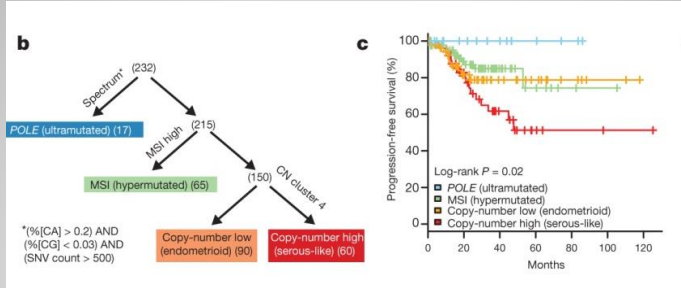 b
(232)
Spectrum*
POLE (ultramutated) (17)
(215)
MSI high
MSI (hypermutated) (65)
(150)
CN cluster 4
Copy-number low
(endometrioid) (90)
Copy-number high
(serous-like) (60)
*(%[CA] > 0.2) AND
(%[CG] < 0.03) AND
(SNV count > 500)
c
Progression-free survival (%)
100
80
60
40
20
0
Log-rank P = 0.02
POLE (ultramutated)
MSI (hypermutated)
Copy-number low (endometrioid)
Copy-number high (serous-like)
0 20 40 60 80 100 120
Months